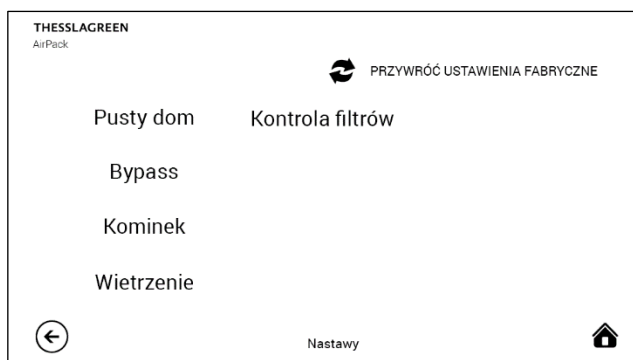 THESSLAGREEN
AirPack
PRZYWRÓĆ USTAWIENIA FABRYCZNE
Pusty dom
Kontrola filtrów
Bypass
Kominek
Wietrzenie
Nastawy